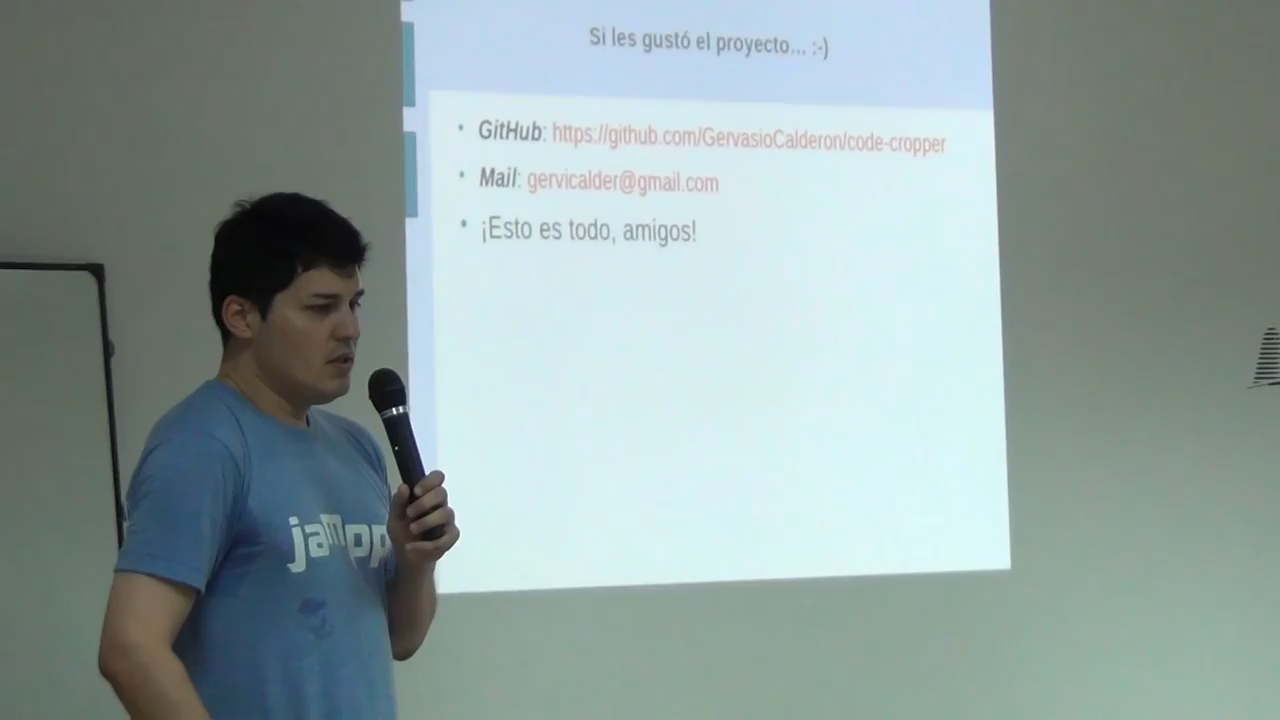 Si les gustó el proyecto... :-)
• GitHub: https://github.com/GervasioCalderon/code-cropper
• Mail: gervicalder@gmail.com
• ¡Esto es todo, amigos!
jampp